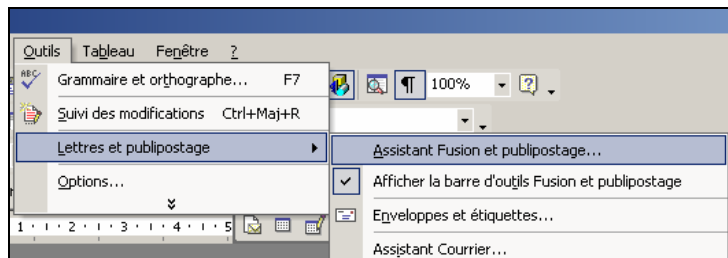 Outils Tableau Fenêtre ?
ABC Grammaire et orthographe... F7
100%
Suivi des modifications Ctrl+Maj+R
Lettres et publipostage
Assistant Fusion et publipostage...
Options...
Afficher la barre d'outils Fusion et publipostage
Enveloppes et étiquettes...
1 · 1 · 2 · 1 · 3 · 1 · 4 · 1 · 5
Assistant Courrier...